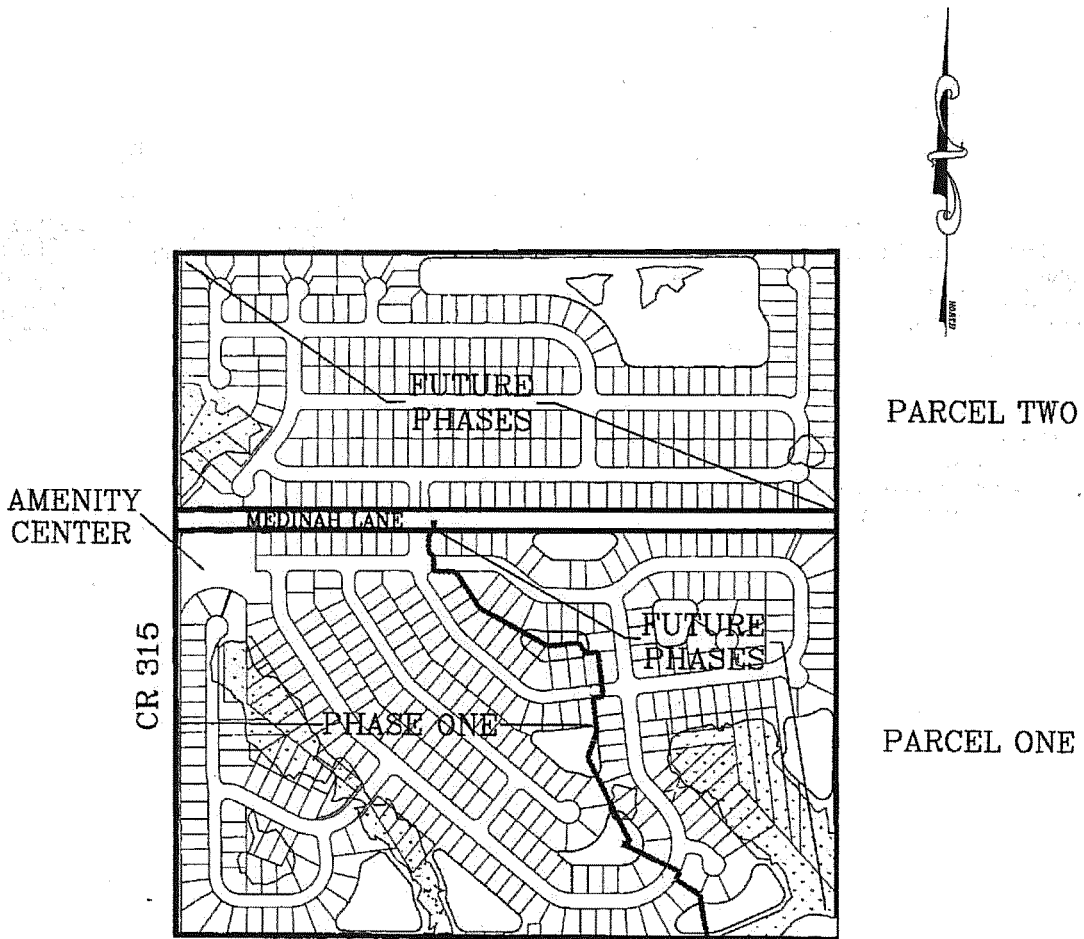 FUTURE
PHASES
PARCEL TWO
AMENITY
CENTER
MEDINAH LANE
CR 315
FUTURE
PHASES
PHASE ONE
PARCEL ONE